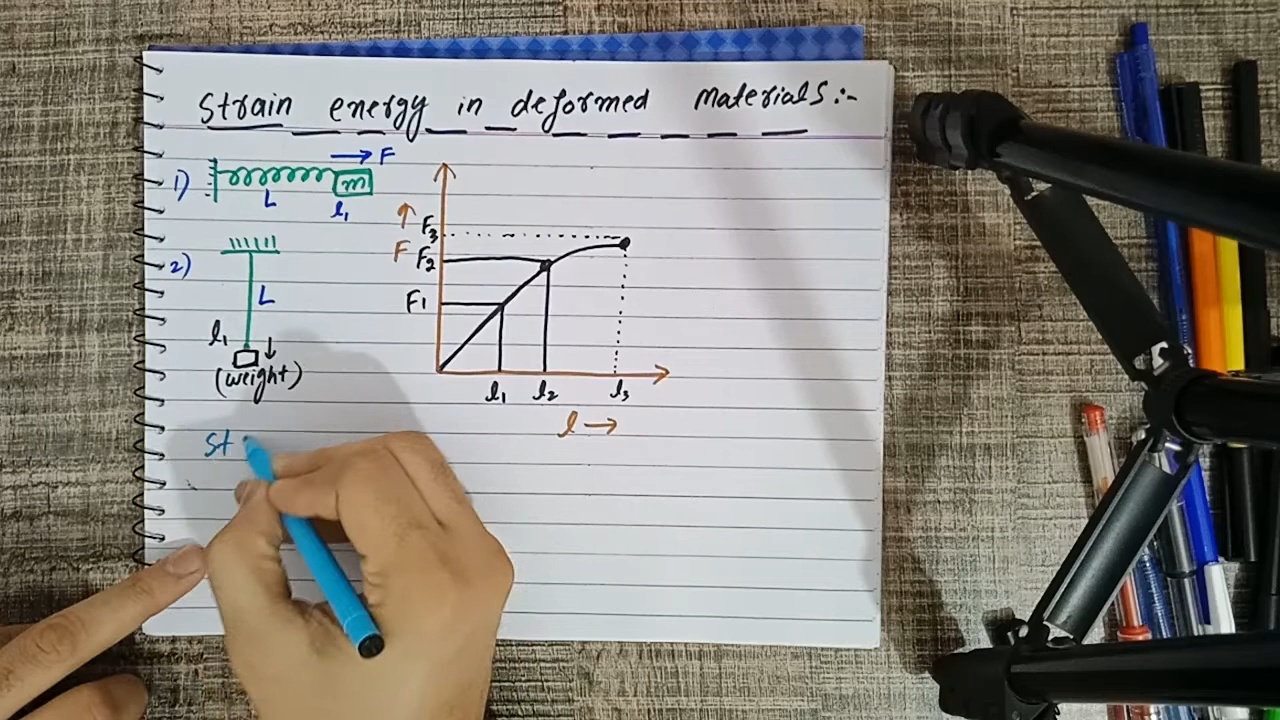 Strain energy in deformed Materials:-
1)
F
m
L
l1
2)
L
l1
(weight)
F
F3
F2
F1
l1 l2 l3
l
St